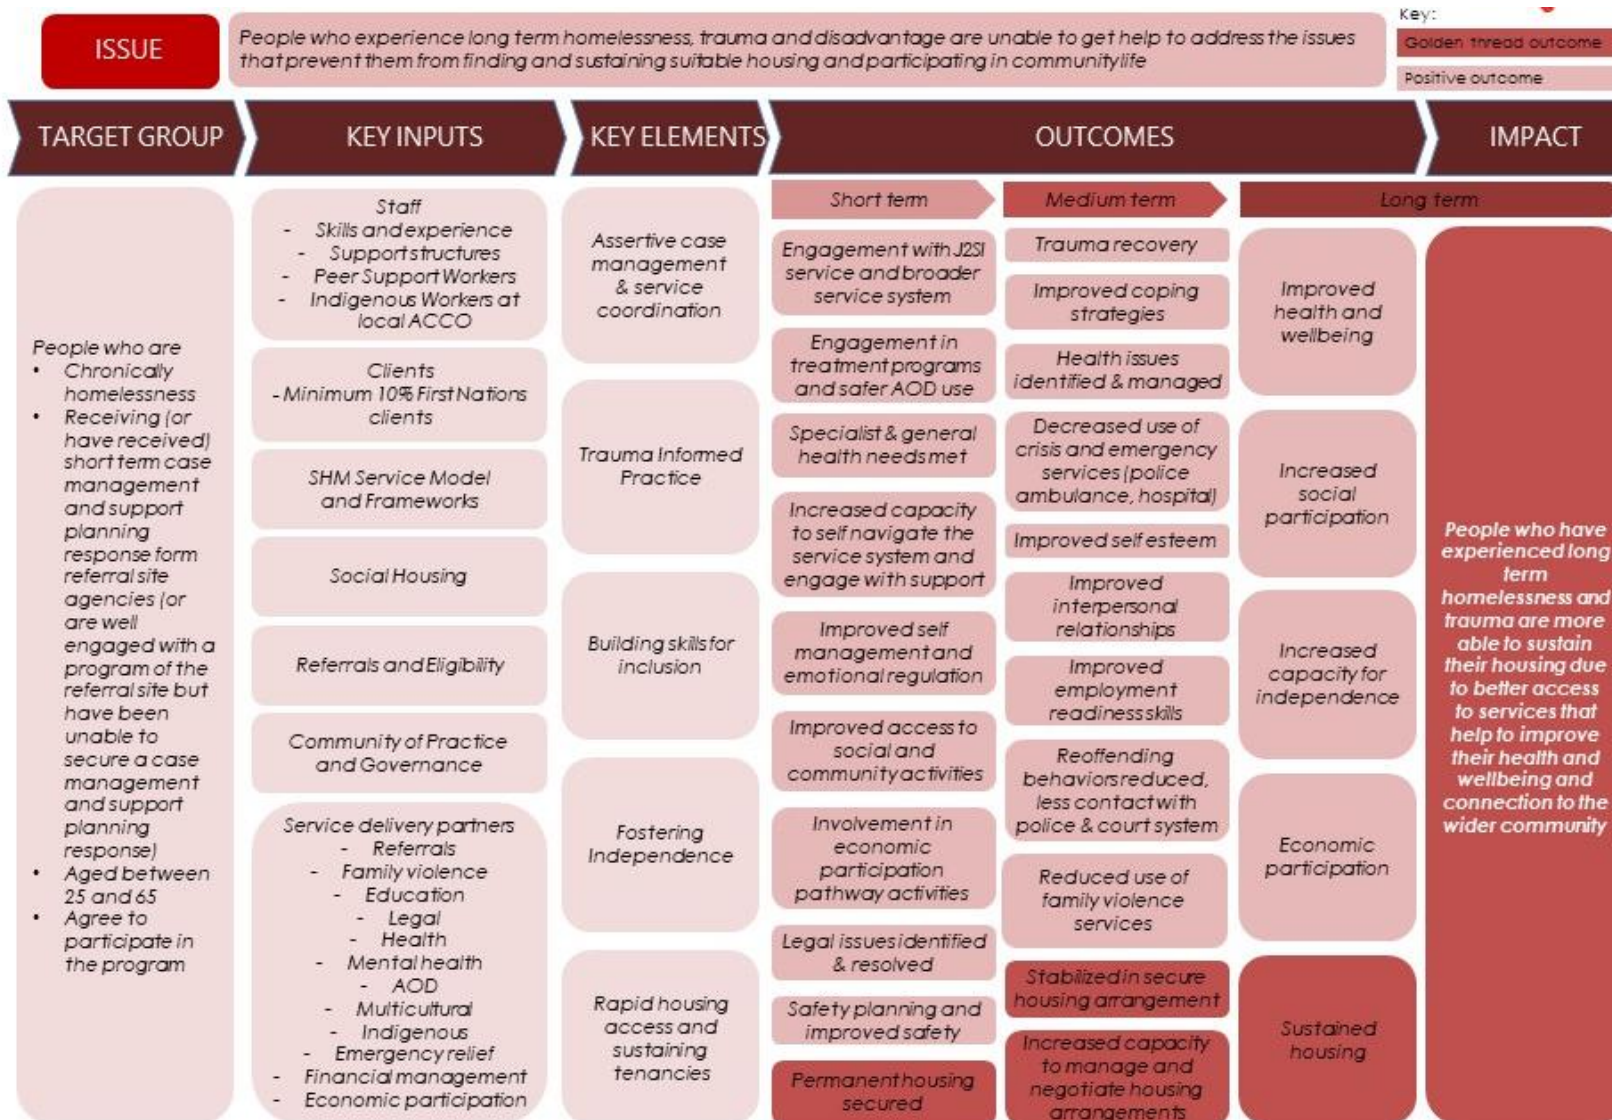 ISSUE
People who experience long term homelessness, trauma and disadvantage are unable to get help to address the issues
that prevent them from finding and sustaining suitable housing and participating in community life
Key:
Golden thread outcome
Positive outcome
TARGET GROUP
KEY INPUTS
KEY ELEMENTS
OUTCOMES
IMPACT
People who are
• Chronically
homelessness
• Receiving (or
have received)
short term case
management
and support
planning
response form
referral site
agencies (or
are well
engaged with a
program of the
referral site but
have been
unable to
secure a case
management
and support
planning
response)
• Aged between
25 and 65
• Agree to
participate in
the program
Staff
- Skills and experience
- Support structures
- Peer Support Workers
- Indigenous Workers at
local ACCO
Clients
- Minimum 10% First Nations
clients
SHM Service Model
and Frameworks
Social Housing
Referrals and Eligibility
Community of Practice
and Governance
Service delivery partners
- Referrals
- Family violence
- Education
- Legal
- Health
- Mental health
- AOD
- Multicultural
- Indigenous
- Emergency relief
- Financial management
- Economic participation
Assertive case
management
& service
coordination
Trauma Informed
Practice
Building skills for
inclusion
Fostering
Independence
Rapid housing
access and
sustaining
tenancies
Short term
Engagement with J2SI
service and broader
service system
Engagement in
treatment programs
and safer AOD use
Specialist & general
health needs met
Increased capacity
to self navigate the
service system and
engage with support
Improved self
management and
emotional regulation
Improved access to
social and
community activities
Involvement in
economic
participation
pathway activities
Legal issues identified
& resolved
Safety planning and
improved safety
Permanent housing
secured
Medium term
Trauma recovery
Improved coping
strategies
Health issues
identified & managed
Decreased use of
crisis and emergency
services (police
ambulance, hospital)
Improved self esteem
Improved
interpersonal
relationships
Improved
employment
readiness skills
Reoffending
behaviors reduced,
less contact with
police & court system
Reduced use of
family violence
services
Stabilized in secure
housing arrangement
Increased capacity
to manage and
negotiate housing
arrangements
Long term
Improved
health and
wellbeing
Increased
social
participation
Increased
capacity for
independence
Economic
participation
Sustained
housing
People who have
experienced long
term
homelessness and
trauma are more
able to sustain
their housing due
to better access
to services that
help to improve
their health and
wellbeing and
connection to the
wider community